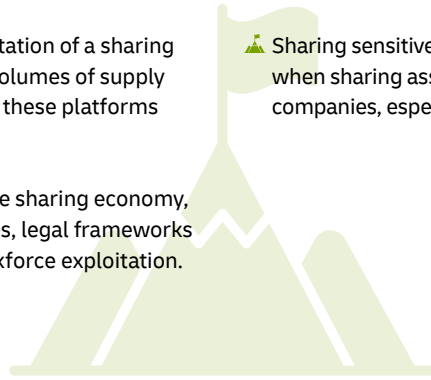 tation of a sharing
olumes of supply
these platforms
e sharing economy,
s, legal frameworks
xforce exploitation.
Sharing sensitive
when sharing ass
companies, espe